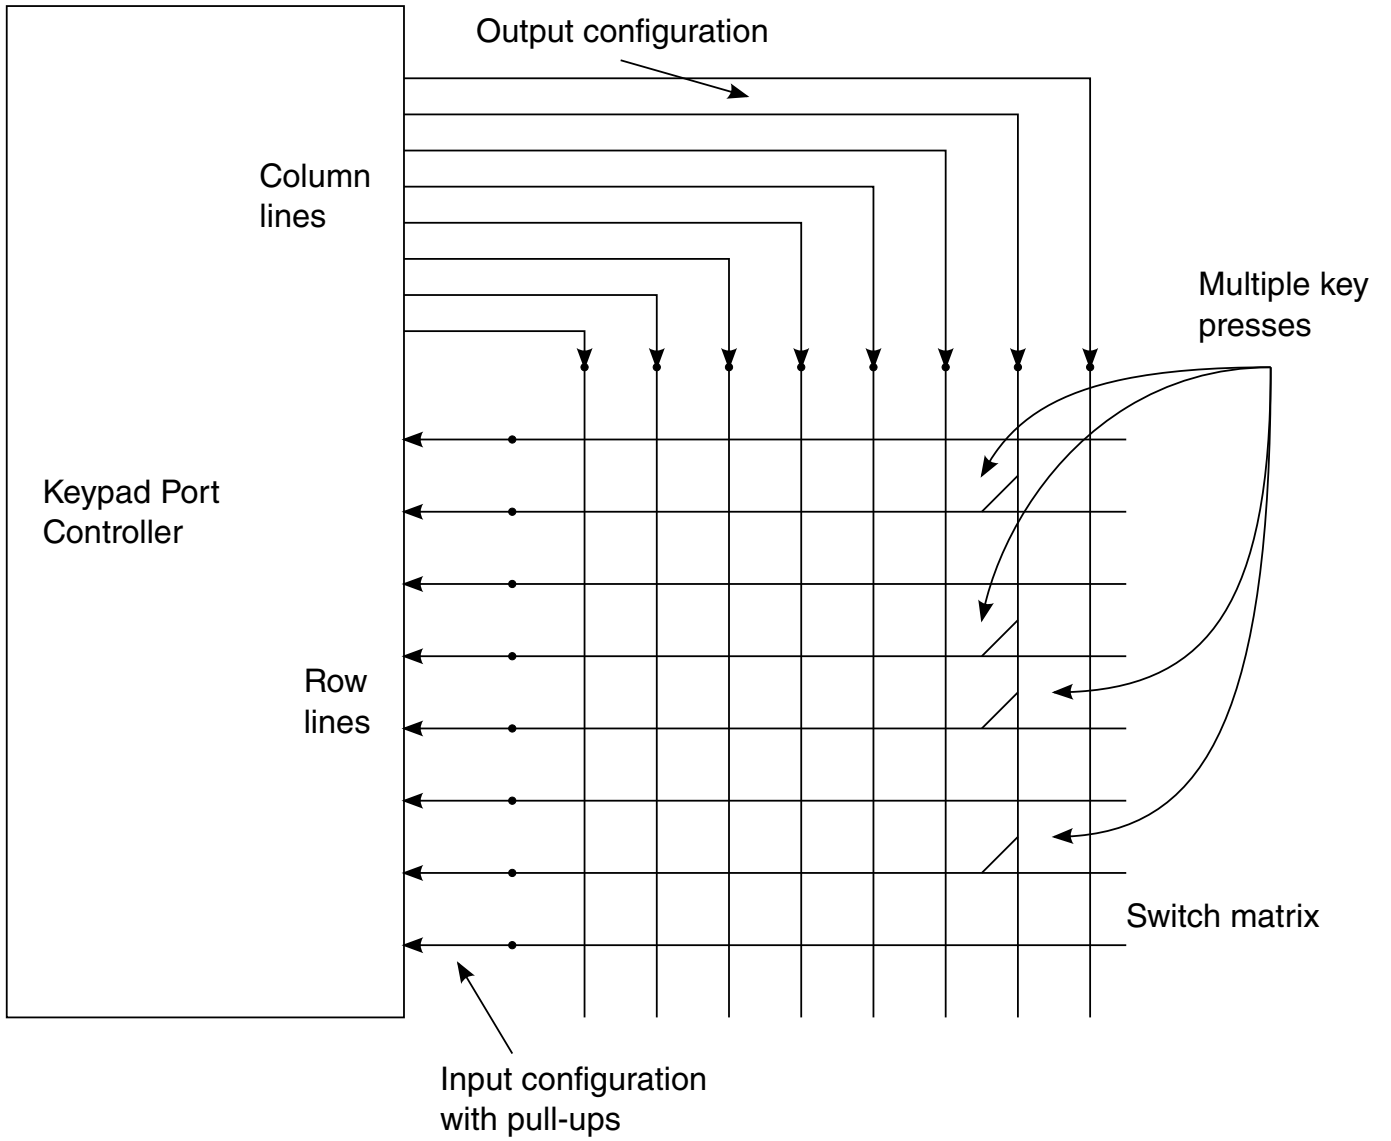 Output configuration
Column
lines
Multiple key
presses
Keypad Port
Controller
Row
lines
Switch matrix
Input configuration
with pull-ups